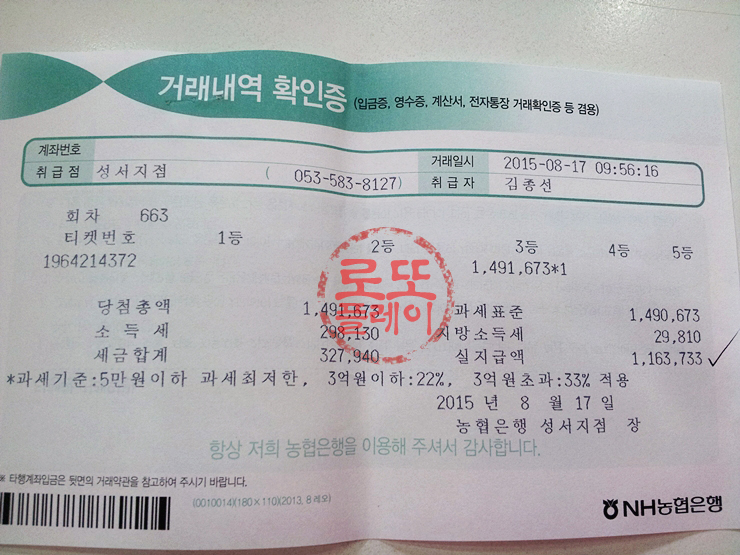 거래내역 확인증 (입금증, 영수증, 계산서, 전자통장 거래확인증 등 겸용)
계좌번호
거래일시 2015-08-17 09:56:16
취급점 성서지점 ( 053-583-8127)
취급자 김종선
회차 663
티켓번호 1등 2등 3등 4등 5등
1964214372 1,491,673*1
로또
플레이
당첨총액 1,491,673 과세표준 1,490,673
소득세 298,130 지방소득세 29,810
세금합계 327,940 실지급액 1,163,733
*과세기준:5만원이하 과세최저한, 3억원이하:22%, 3억원초과:33% 적용
2015 년 8 월 17 일
농협은행 성서지점 장
항상 저희 농협은행을 이용해 주셔서 감사합니다.
* 타행계좌입금은 뒷면의 거래약관을 참고하여 주시기 바랍니다.
(0010014)(180×110)(2013. 8 레오)
NH농협은행